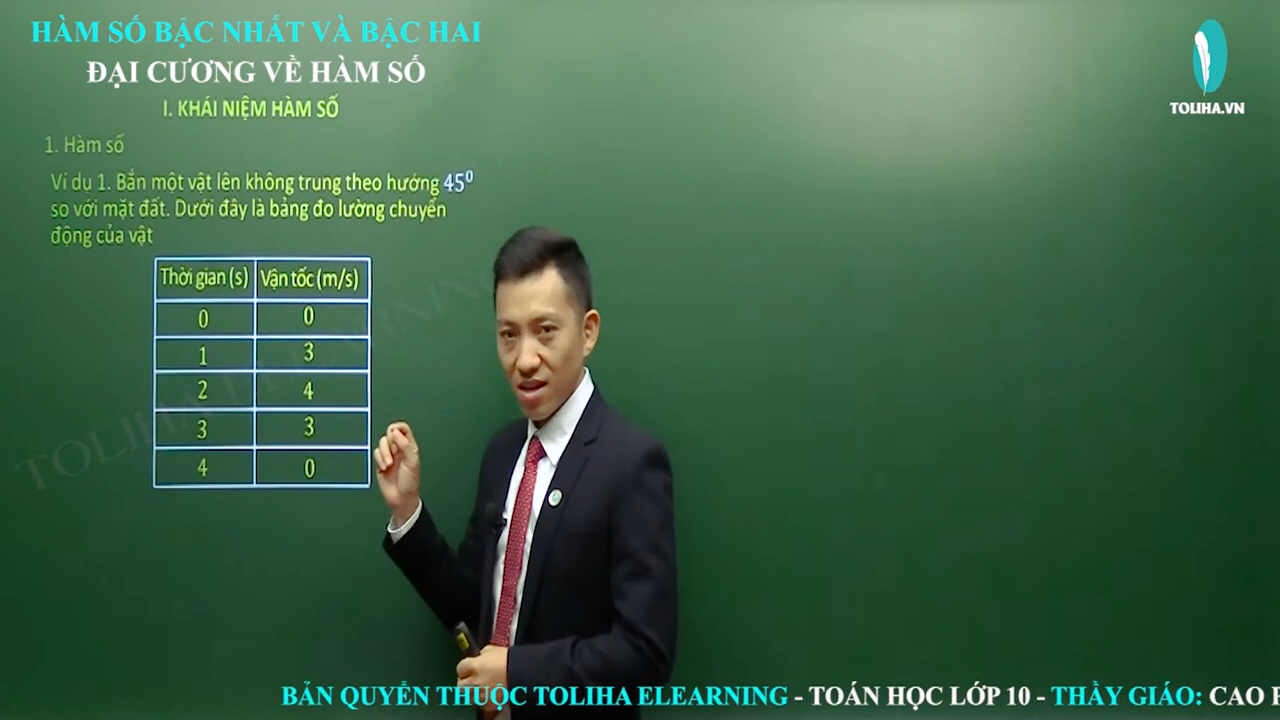 HÀM SỐ BẬC NHẤT VÀ BẬC HAI
ĐẠI CƯƠNG VỀ HÀM SỐ
I. KHÁI NIỆM HÀM SỐ
TOLIHA.VN
1. Hàm số
Ví dụ 1. Bắn một vật lên không trung theo hướng 45⁰
so với mặt đất. Dưới đây là bảng đo lường chuyển
động của vật
Thời gian (s) Vận tốc (m/s)
0 0
1 3
2 4
3 3
4 0
TOLIHA ELEARNING
BẢN QUYỀN THUỘC TOLIHA ELEARNING - TOÁN HỌC LỚP 10 - THẦY GIÁO: CAO